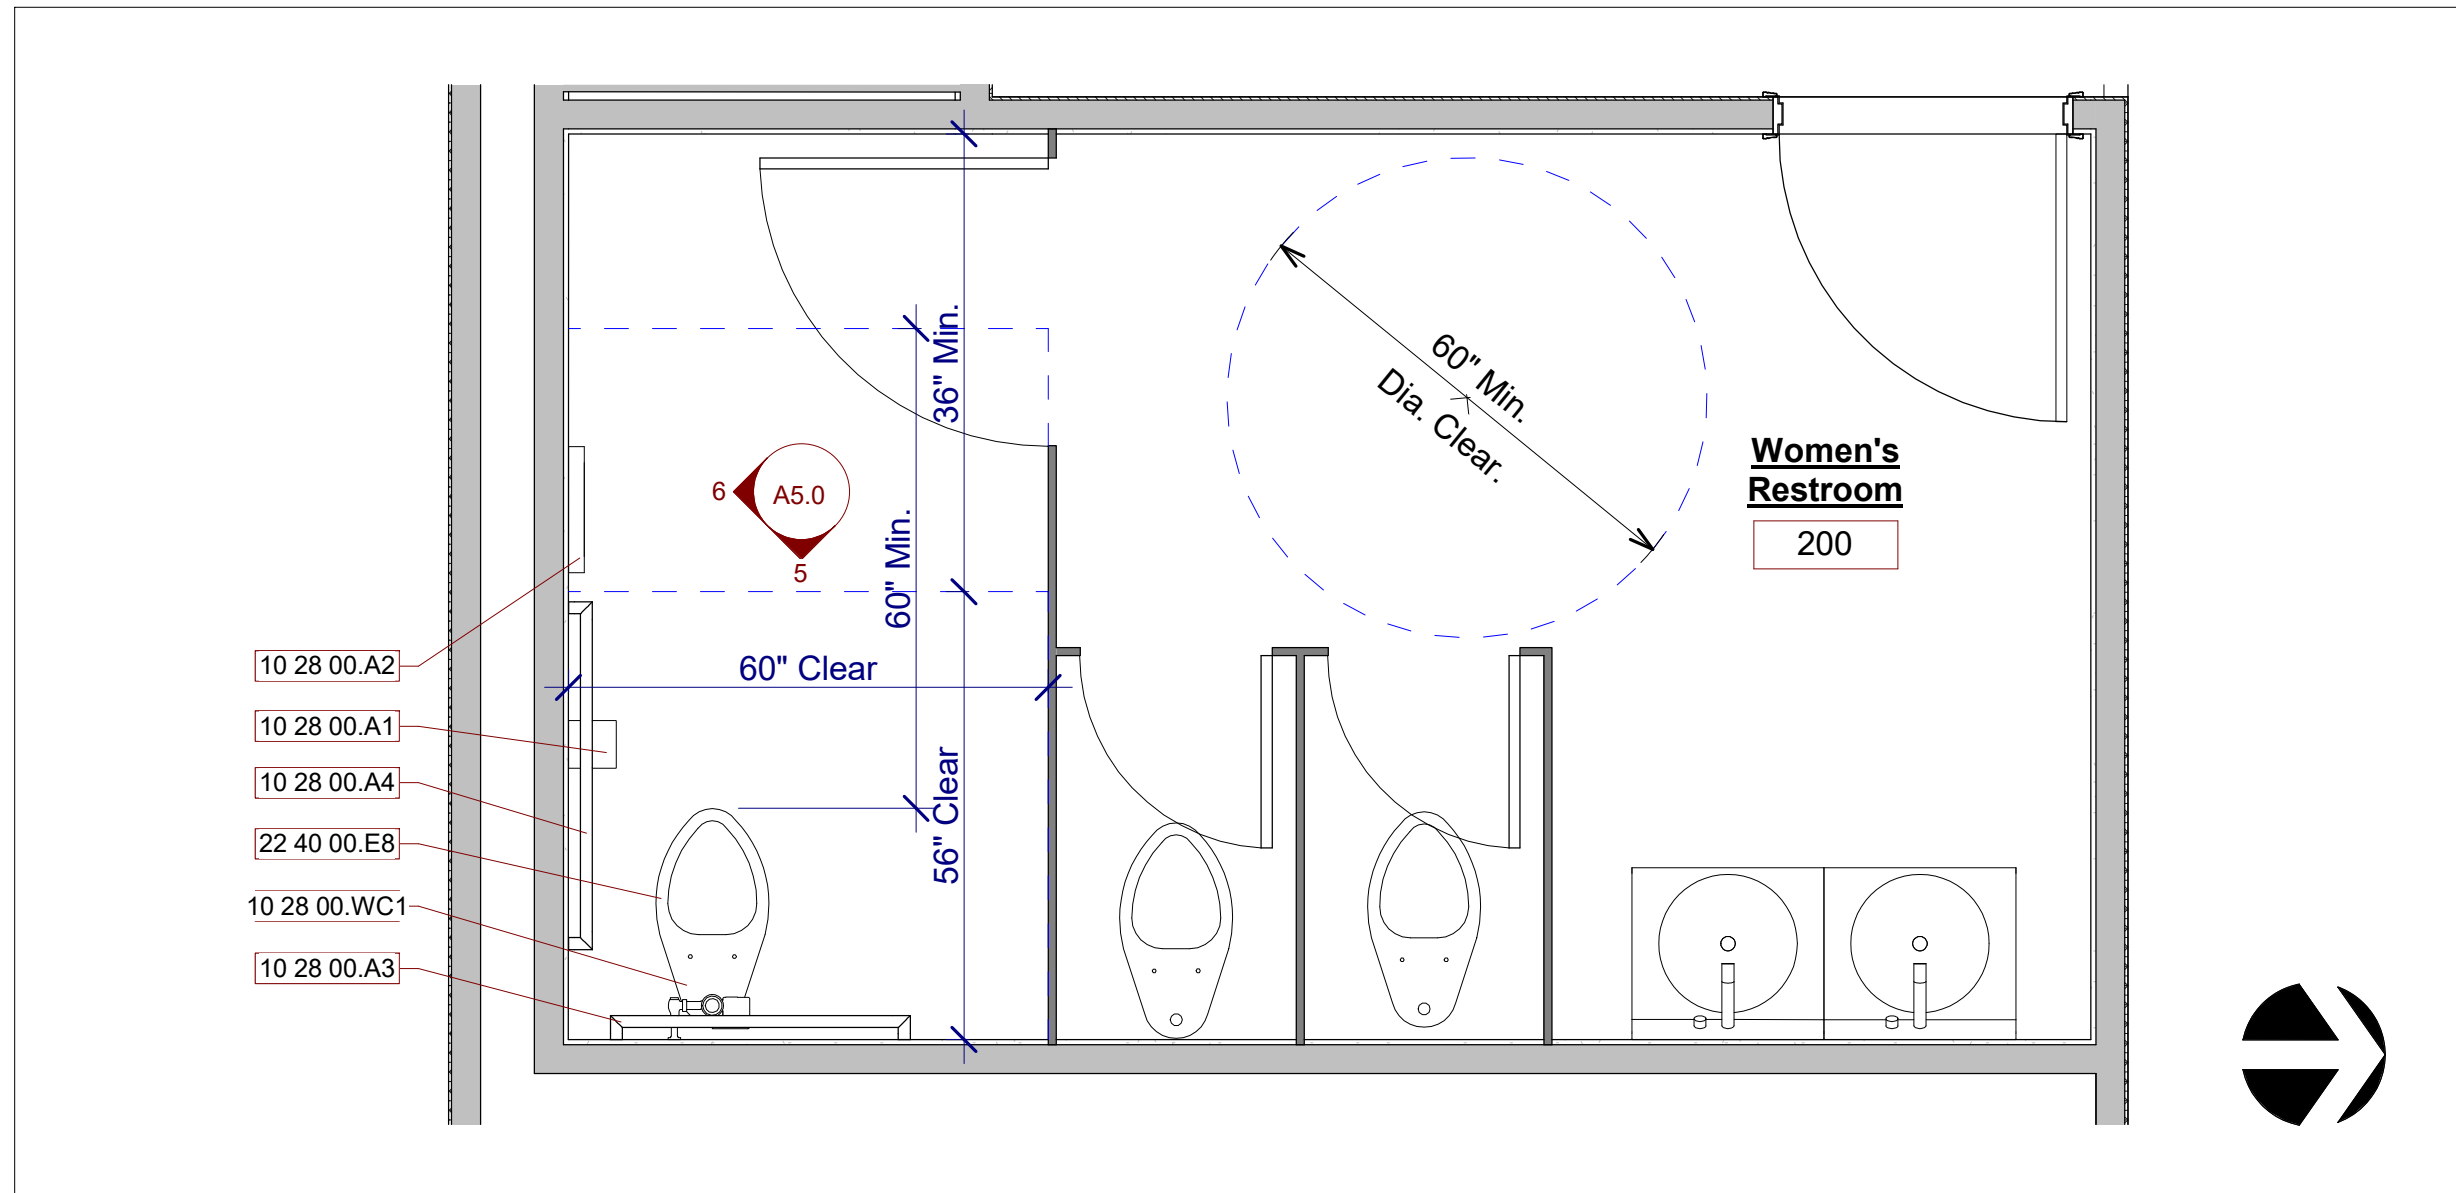 36" Min.
60" Min.
Dia. Clear.
Women's
Restroom
200
6
A5.0
5
60" Min.
60" Clear
56" Clear
10 28 00.A2
10 28 00.A1
10 28 00.A4
22 40 00.E8
10 28 00.WC1
10 28 00.A3